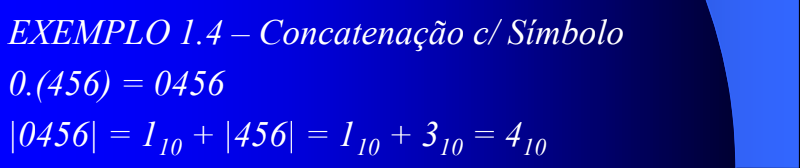 EXEMPLO 1.4 – Concatenação c/ Símbolo
0.(456) = 0456
|0456| = 1₁₀ + |456| = 1₁₀ + 3₁₀ = 4₁₀